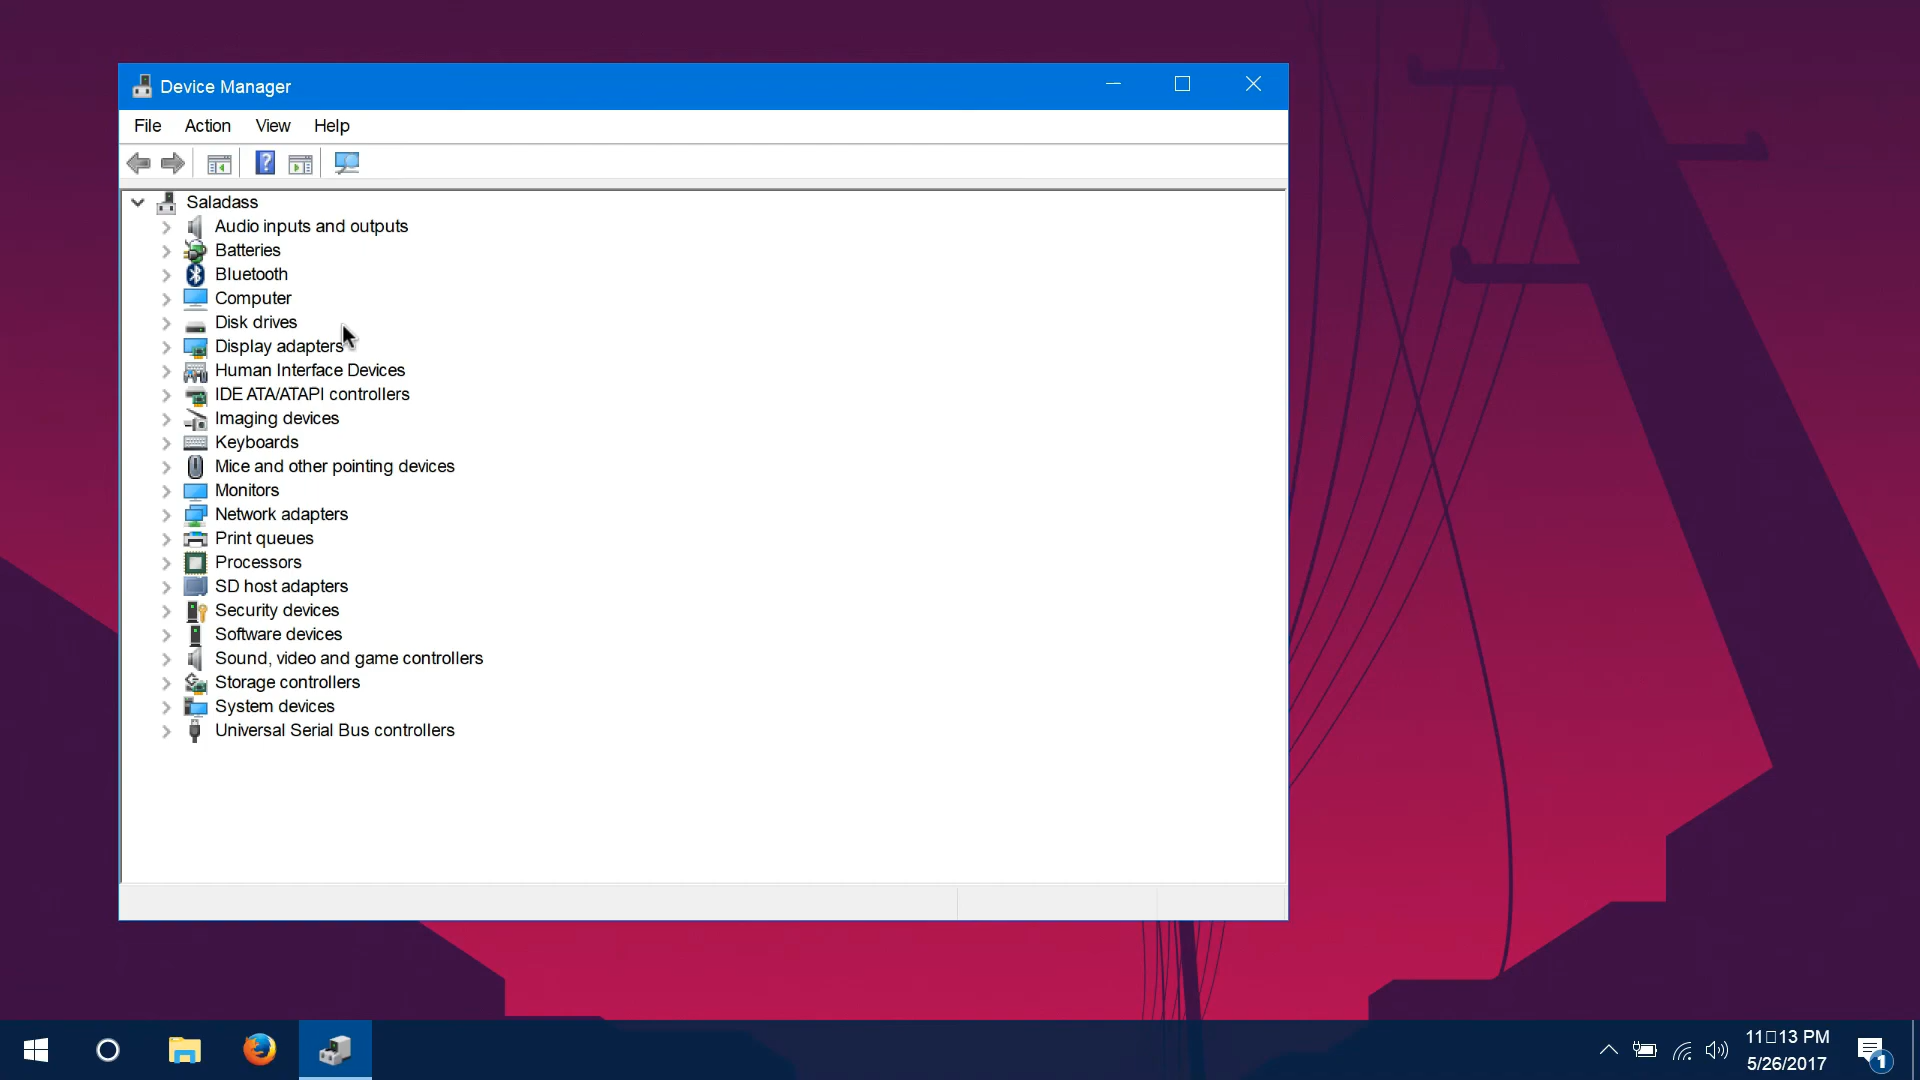 Device Manager
File Action View Help
?
Saladass
Audio inputs and outputs
Batteries
Bluetooth
Computer
Disk drives
Display adapters
Human Interface Devices
IDE ATA/ATAPI controllers
Imaging devices
Keyboards
Mice and other pointing devices
Monitors
Network adapters
Print queues
Processors
SD host adapters
Security devices
Software devices
Sound, video and game controllers
Storage controllers
System devices
Universal Serial Bus controllers
11□13 PM
5/26/2017
1